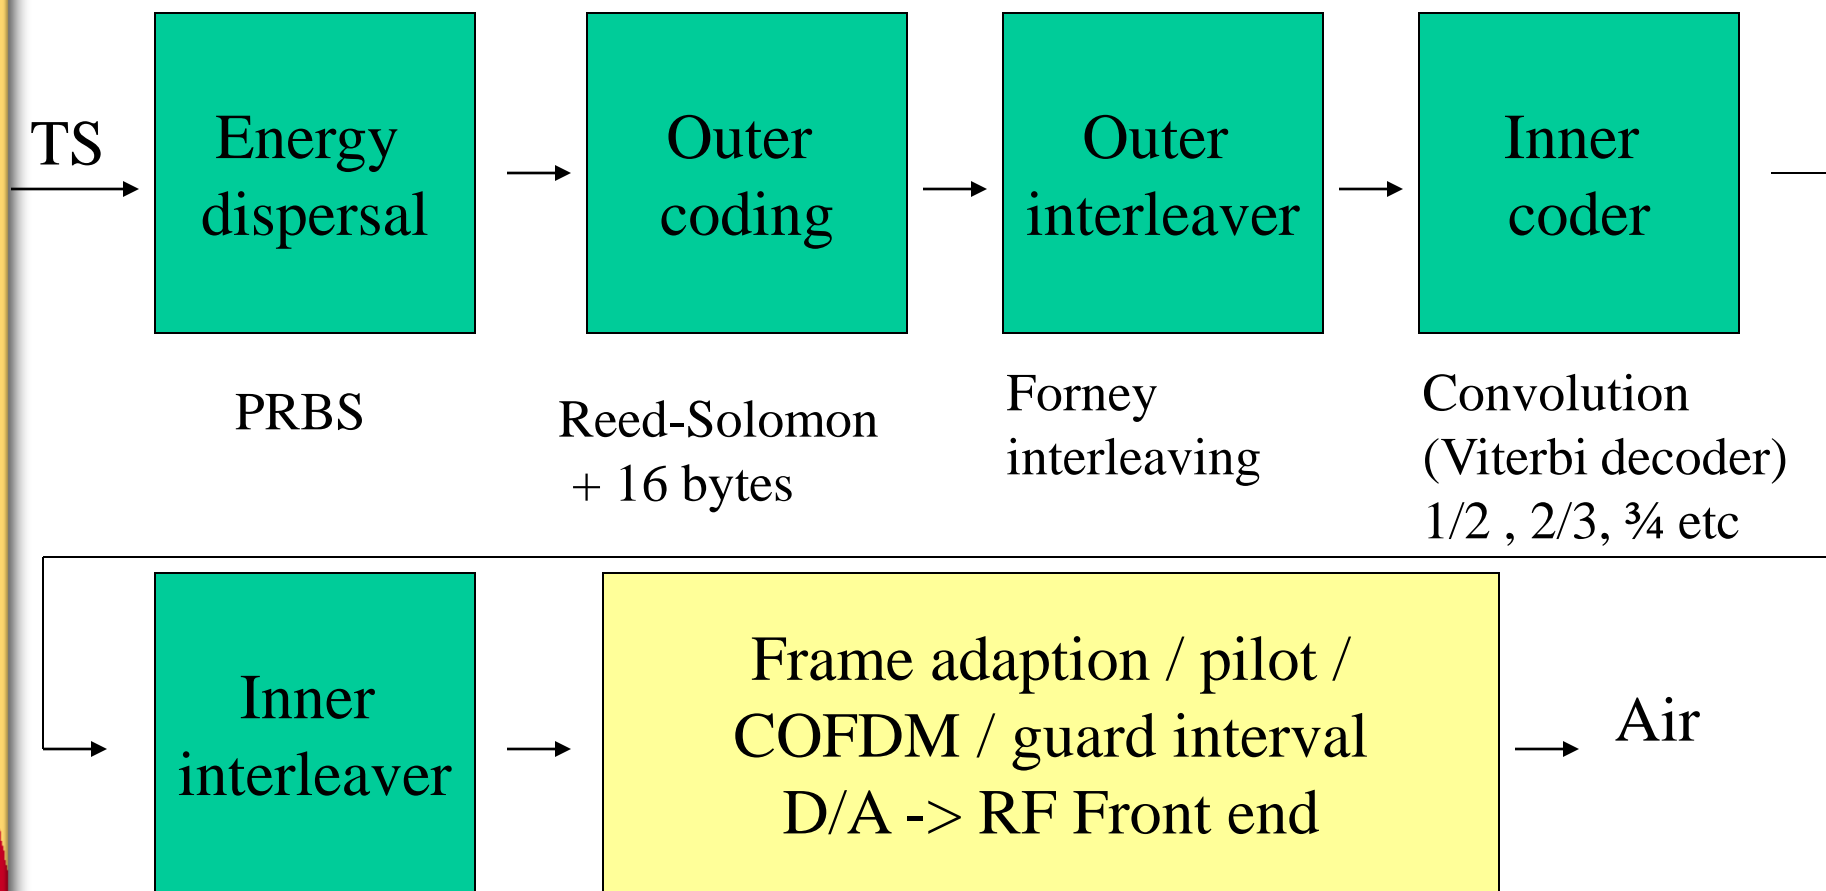 TS
Energy
dispersal
Outer
coding
Outer
interleaver
Inner
coder
PRBS
Reed-Solomon
+ 16 bytes
Forney
interleaving
Convolution
(Viterbi decoder)
1/2 , 2/3, ¾ etc
Inner
interleaver
Frame adaption / pilot /
COFDM / guard interval
D/A -> RF Front end
Air